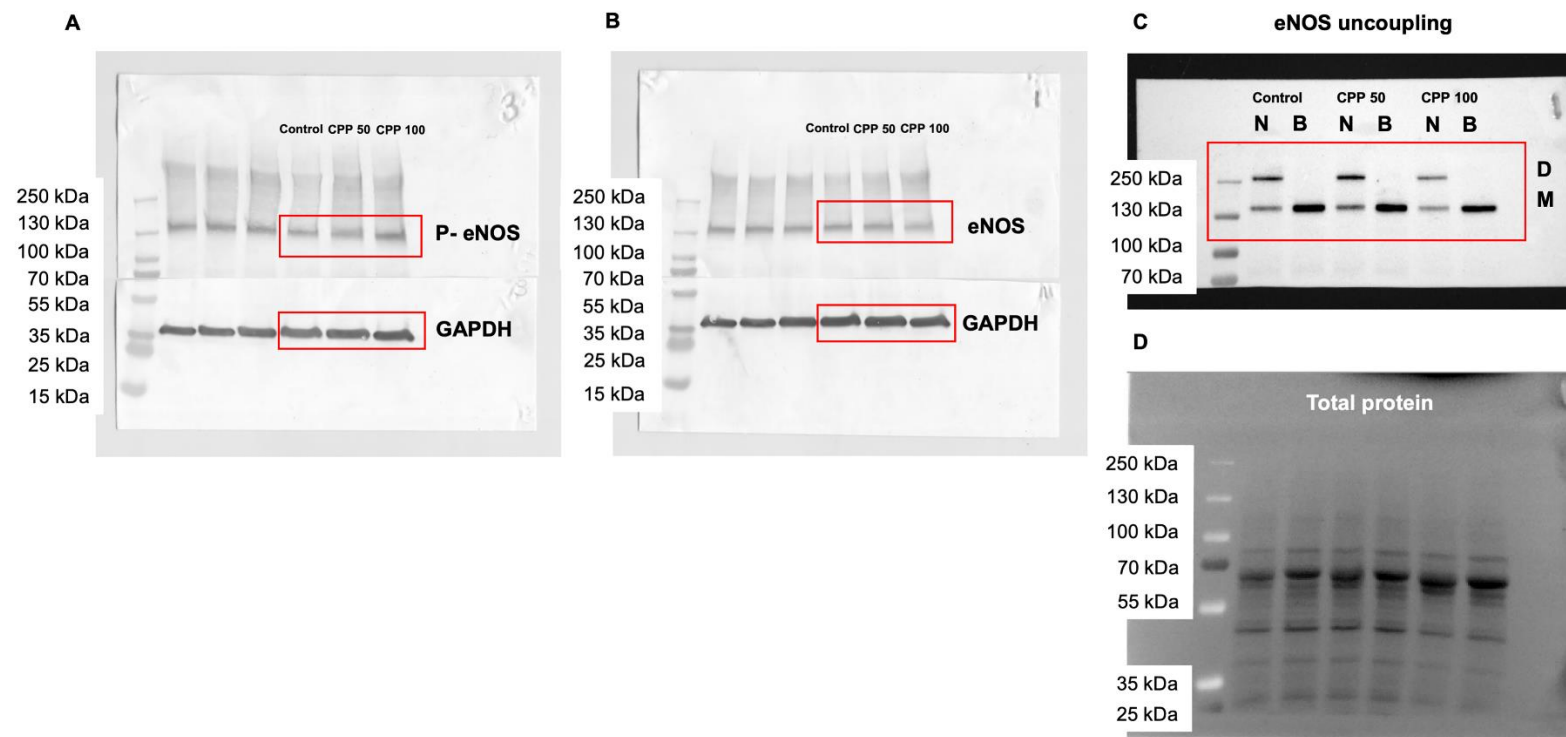 A
Control CPP 50 CPP 100
250 kDa
130 kDa
100 kDa
70 kDa
55 kDa
35 kDa
25 kDa
15 kDa
P- eNOS
GAPDH
3
B
Control CPP 50 CPP 100
250 kDa
130 kDa
100 kDa
70 kDa
55 kDa
35 kDa
25 kDa
15 kDa
eNOS
GAPDH
C
eNOS uncoupling
Control CPP 50 CPP 100
N B N B N B
250 kDa
130 kDa
100 kDa
70 kDa
D
M
D
Total protein
250 kDa
130 kDa
100 kDa
70 kDa
55 kDa
35 kDa
25 kDa